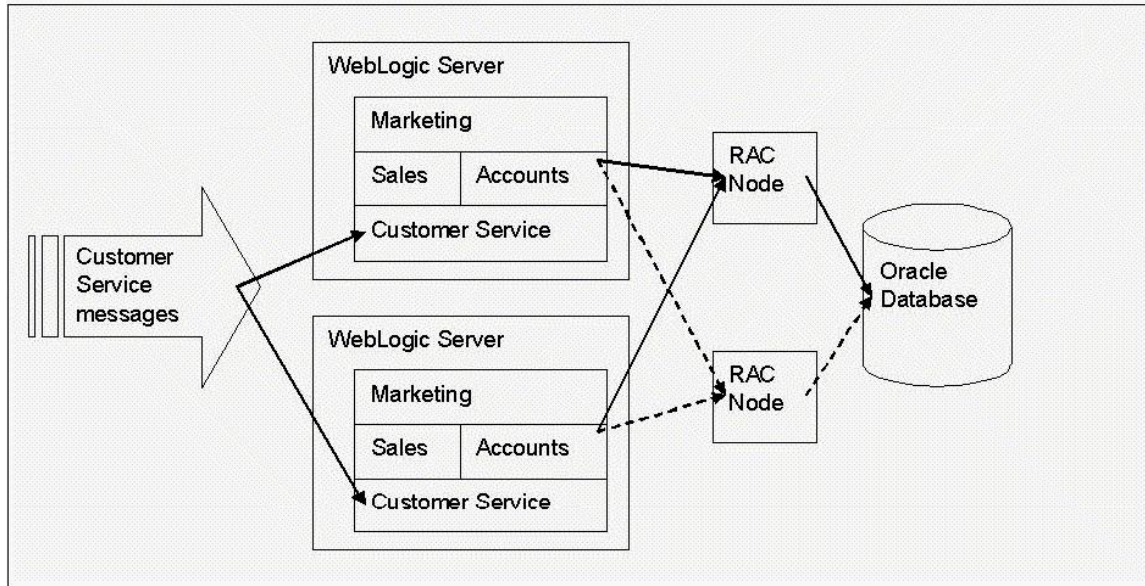 Customer
Service
messages
WebLogic Server
Marketing
Sales
Accounts
Customer Service
WebLogic Server
Marketing
Sales
Accounts
Customer Service
RAC
Node
RAC
Node
Oracle
Database